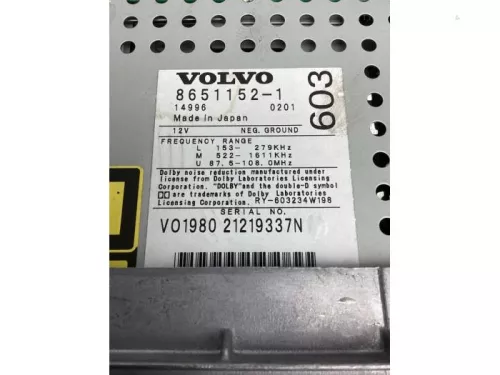 VOLVO
603
8651152-1
14996 0201
Made in Japan
12V NEG. GROUND
FREQUENCY RANGE
L 153- 279KHz
M 522-1611KHz
U 87.5-108.0MHz
Dolby noise reduction manufactured under
license from Dolby Laboratories Licensing
Corporation. "DOLBY" and the double-D symbol
are trademarks of Dolby Laboratories
Licensing Corporation. RY-603234W198
SERIAL NO.
VO1980 21219337N